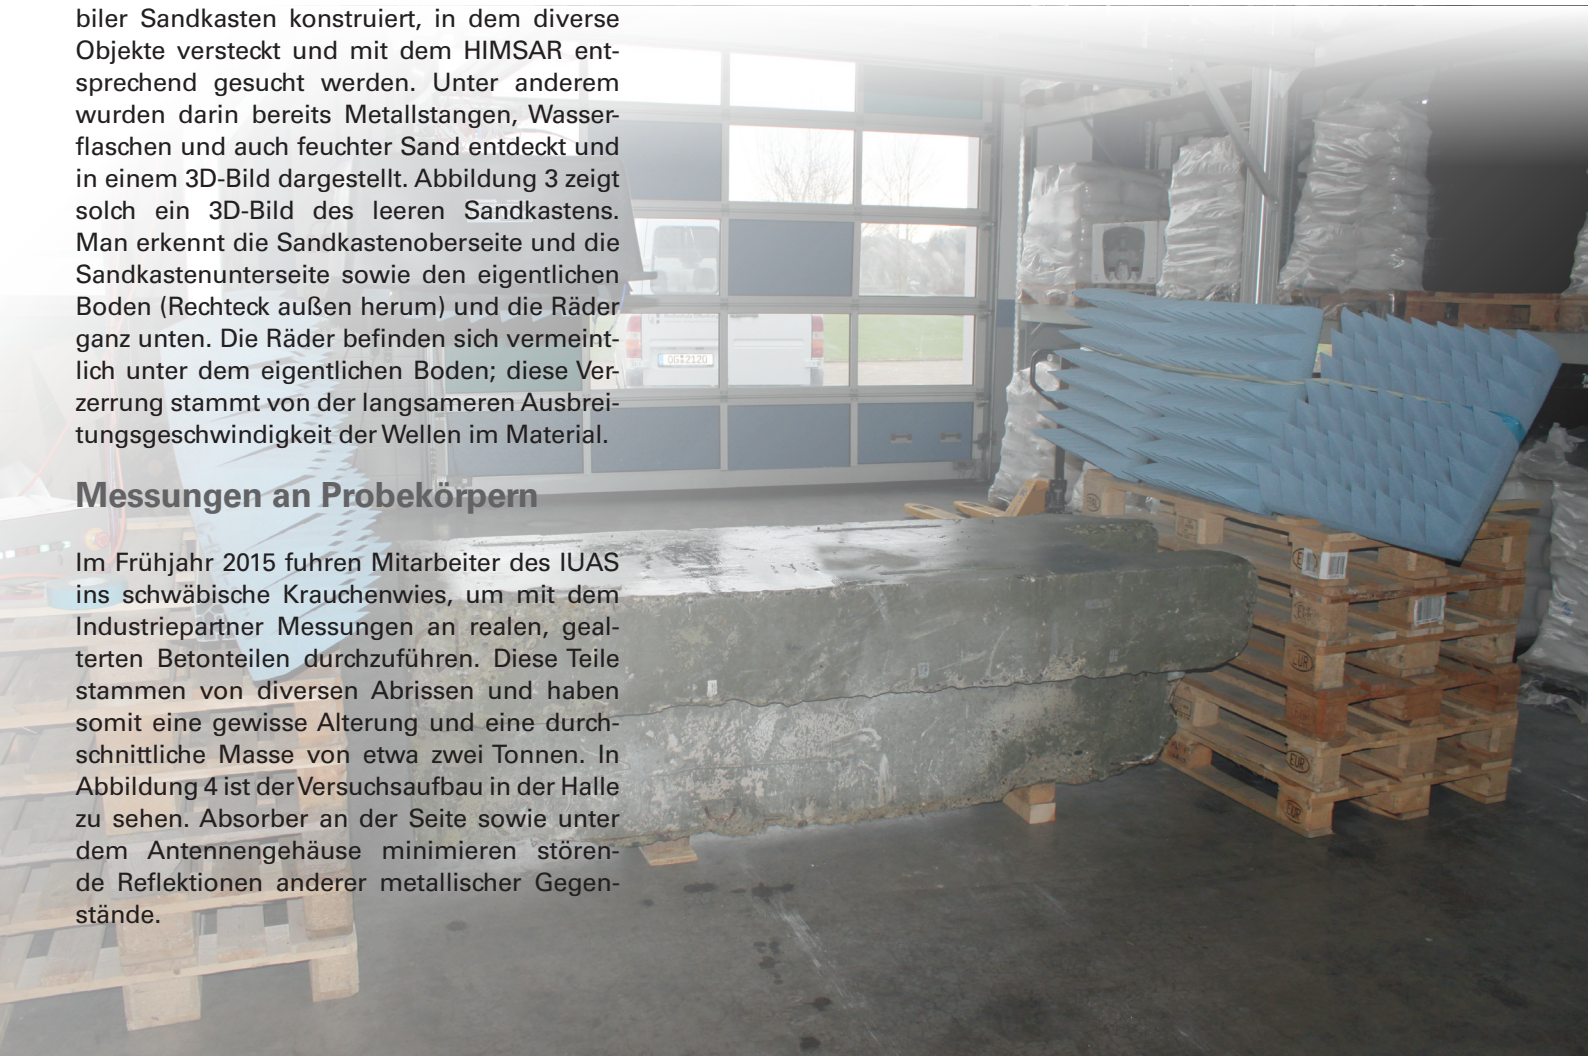 biler Sandkasten konstruiert, in dem diverse
Objekte versteckt und mit dem HIMSAR ent-
sprechend gesucht werden. Unter anderem
wurden darin bereits Metallstangen, Wasser-
flaschen und auch feuchter Sand entdeckt und
in einem 3D-Bild dargestellt. Abbildung 3 zeigt
solch ein 3D-Bild des leeren Sandkastens.
Man erkennt die Sandkastenoberseite und die
Sandkastenunterseite sowie den eigentlichen
Boden (Rechteck außen herum) und die Räder
ganz unten. Die Räder befinden sich vermeint-
lich unter dem eigentlichen Boden; diese Ver-
zerrung stammt von der langsameren Ausbrei-
tungsgeschwindigkeit der Wellen im Material.
Messungen an Probekörpern
Im Frühjahr 2015 fuhren Mitarbeiter des IUAS
ins schwäbische Krauchenwies, um mit dem
Industriepartner Messungen an realen, geal-
terten Betonteilen durchzuführen. Diese Teile
stammen von diversen Abrissen und haben
somit eine gewisse Alterung und eine durch-
schnittliche Masse von etwa zwei Tonnen. In
Abbildung 4 ist der Versuchsaufbau in der Halle
zu sehen. Absorber an der Seite sowie unter
dem Antennengehäuse minimieren stören-
de Reflektionen anderer metallischer Gegen-
stände.
OG 2120
EUR
EUR
EUR